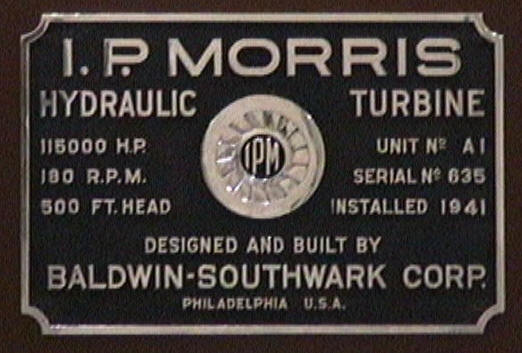 I. P. MORRIS
HYDRAULIC TURBINE
115000 H.P. UNIT Nº A1
180 R.P.M. SERIAL Nº 635
500 FT. HEAD INSTALLED 1941
IPM
DESIGNED AND BUILT BY
BALDWIN-SOUTHWARK CORP.
PHILADELPHIA U.S.A.